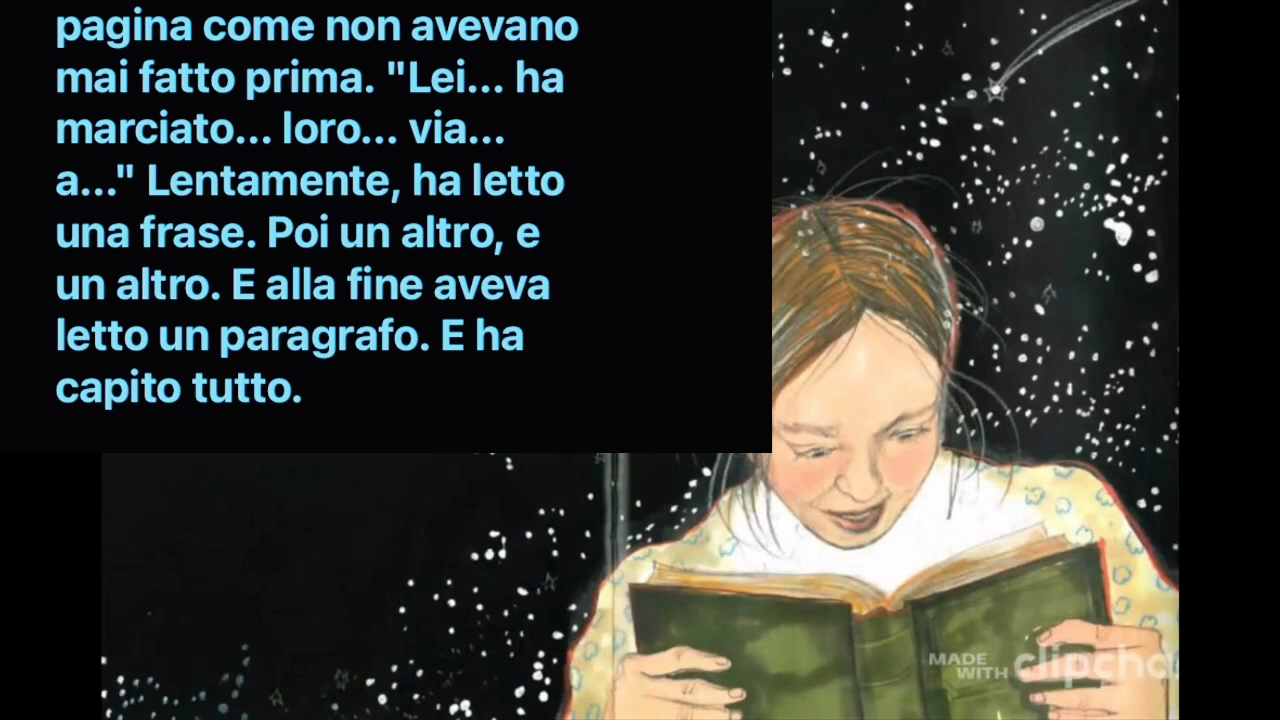 pagina come non avevano
mai fatto prima. "Lei... ha
marciato... loro... via...
a..." Lentamente, ha letto
una frase. Poi un altro, e
un altro. E alla fine aveva
letto un paragrafo. E ha
capito tutto.
MADE
WITH clipcha